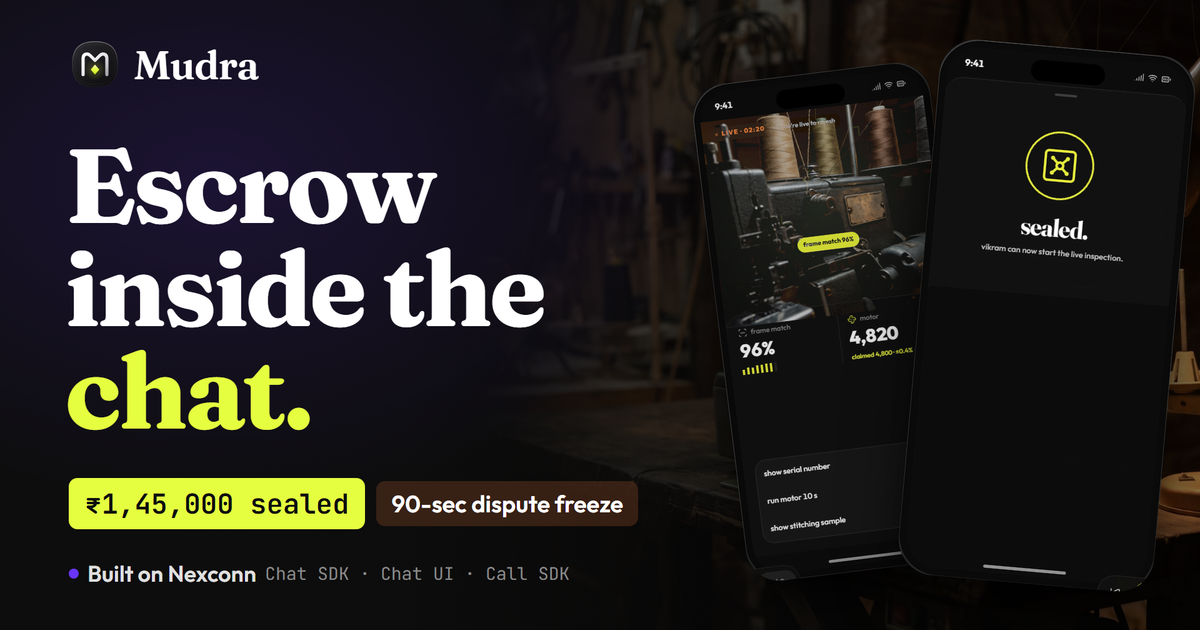 Mudra
Escrow
inside the
chat.
₹1,45,000 sealed
90-sec dispute freeze
Built on Nexconn Chat SDK · Chat UI · Call SDK
9:41
LIVE · 02:20
frame match 96%
frame match
96%
motor
4,820
claimed 4,800 · ±0.4%
show serial number
run motor 10 s
show stitching sample
9:41
sealed.
vikram can now start the live inspection.